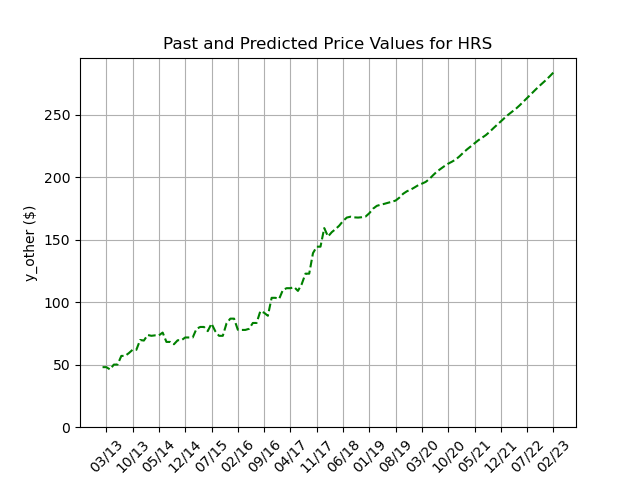 Past and Predicted Price Values for HRS
y_other ($)
250
200
150
100
50
0
03/13 10/13 05/14 12/14 07/15 02/16 09/16 04/17 11/17 06/18 01/19 08/19 03/20 10/20 05/21 12/21 07/22 02/23